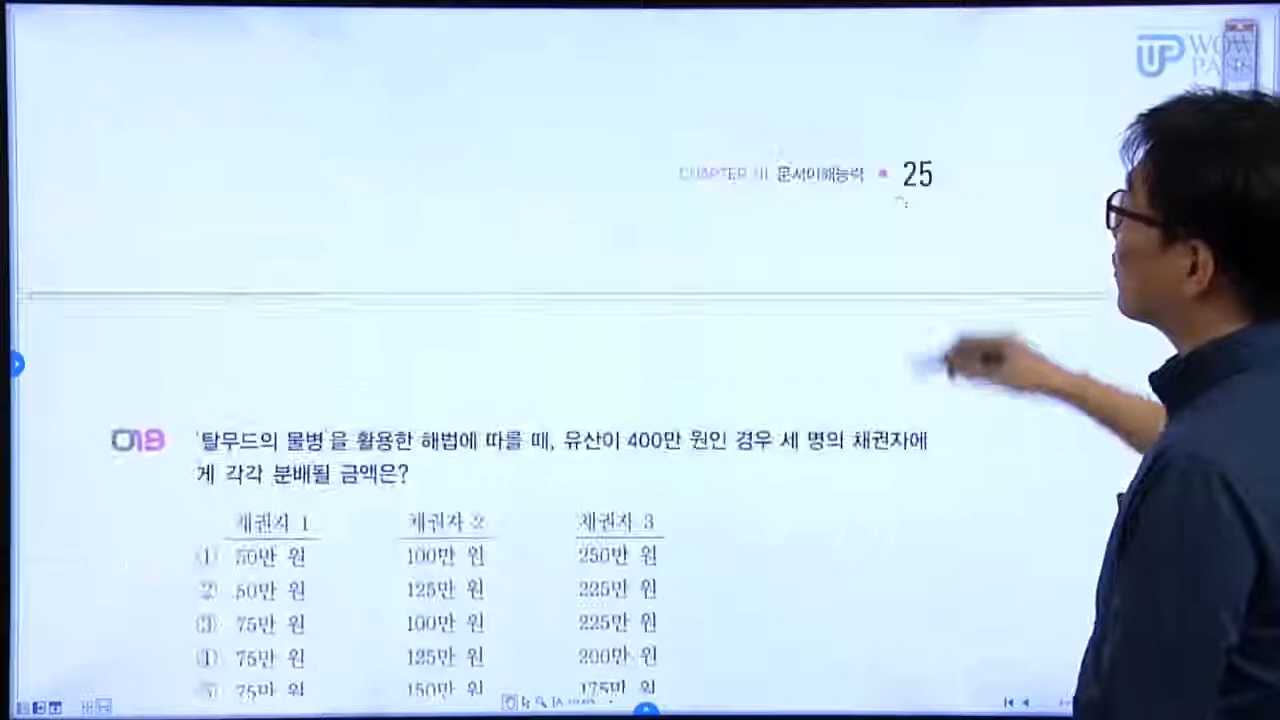 UP WOW
PASS
CHAPTER III 문서이해능력 • 25
018 '탈무드의 물병'을 활용한 해법에 따를 때, 유산이 400만 원인 경우 세 명의 채권자에
게 각각 분배될 금액은?
채권자 1 채권자 2 채권자 3
① 50만 원 100만 원 250만 원
② 50만 원 125만 원 225만 원
③ 75만 원 100만 원 225만 원
④ 75만 원 125만 원 200만 원
⑤ 75만 원 150만 원 175만 원